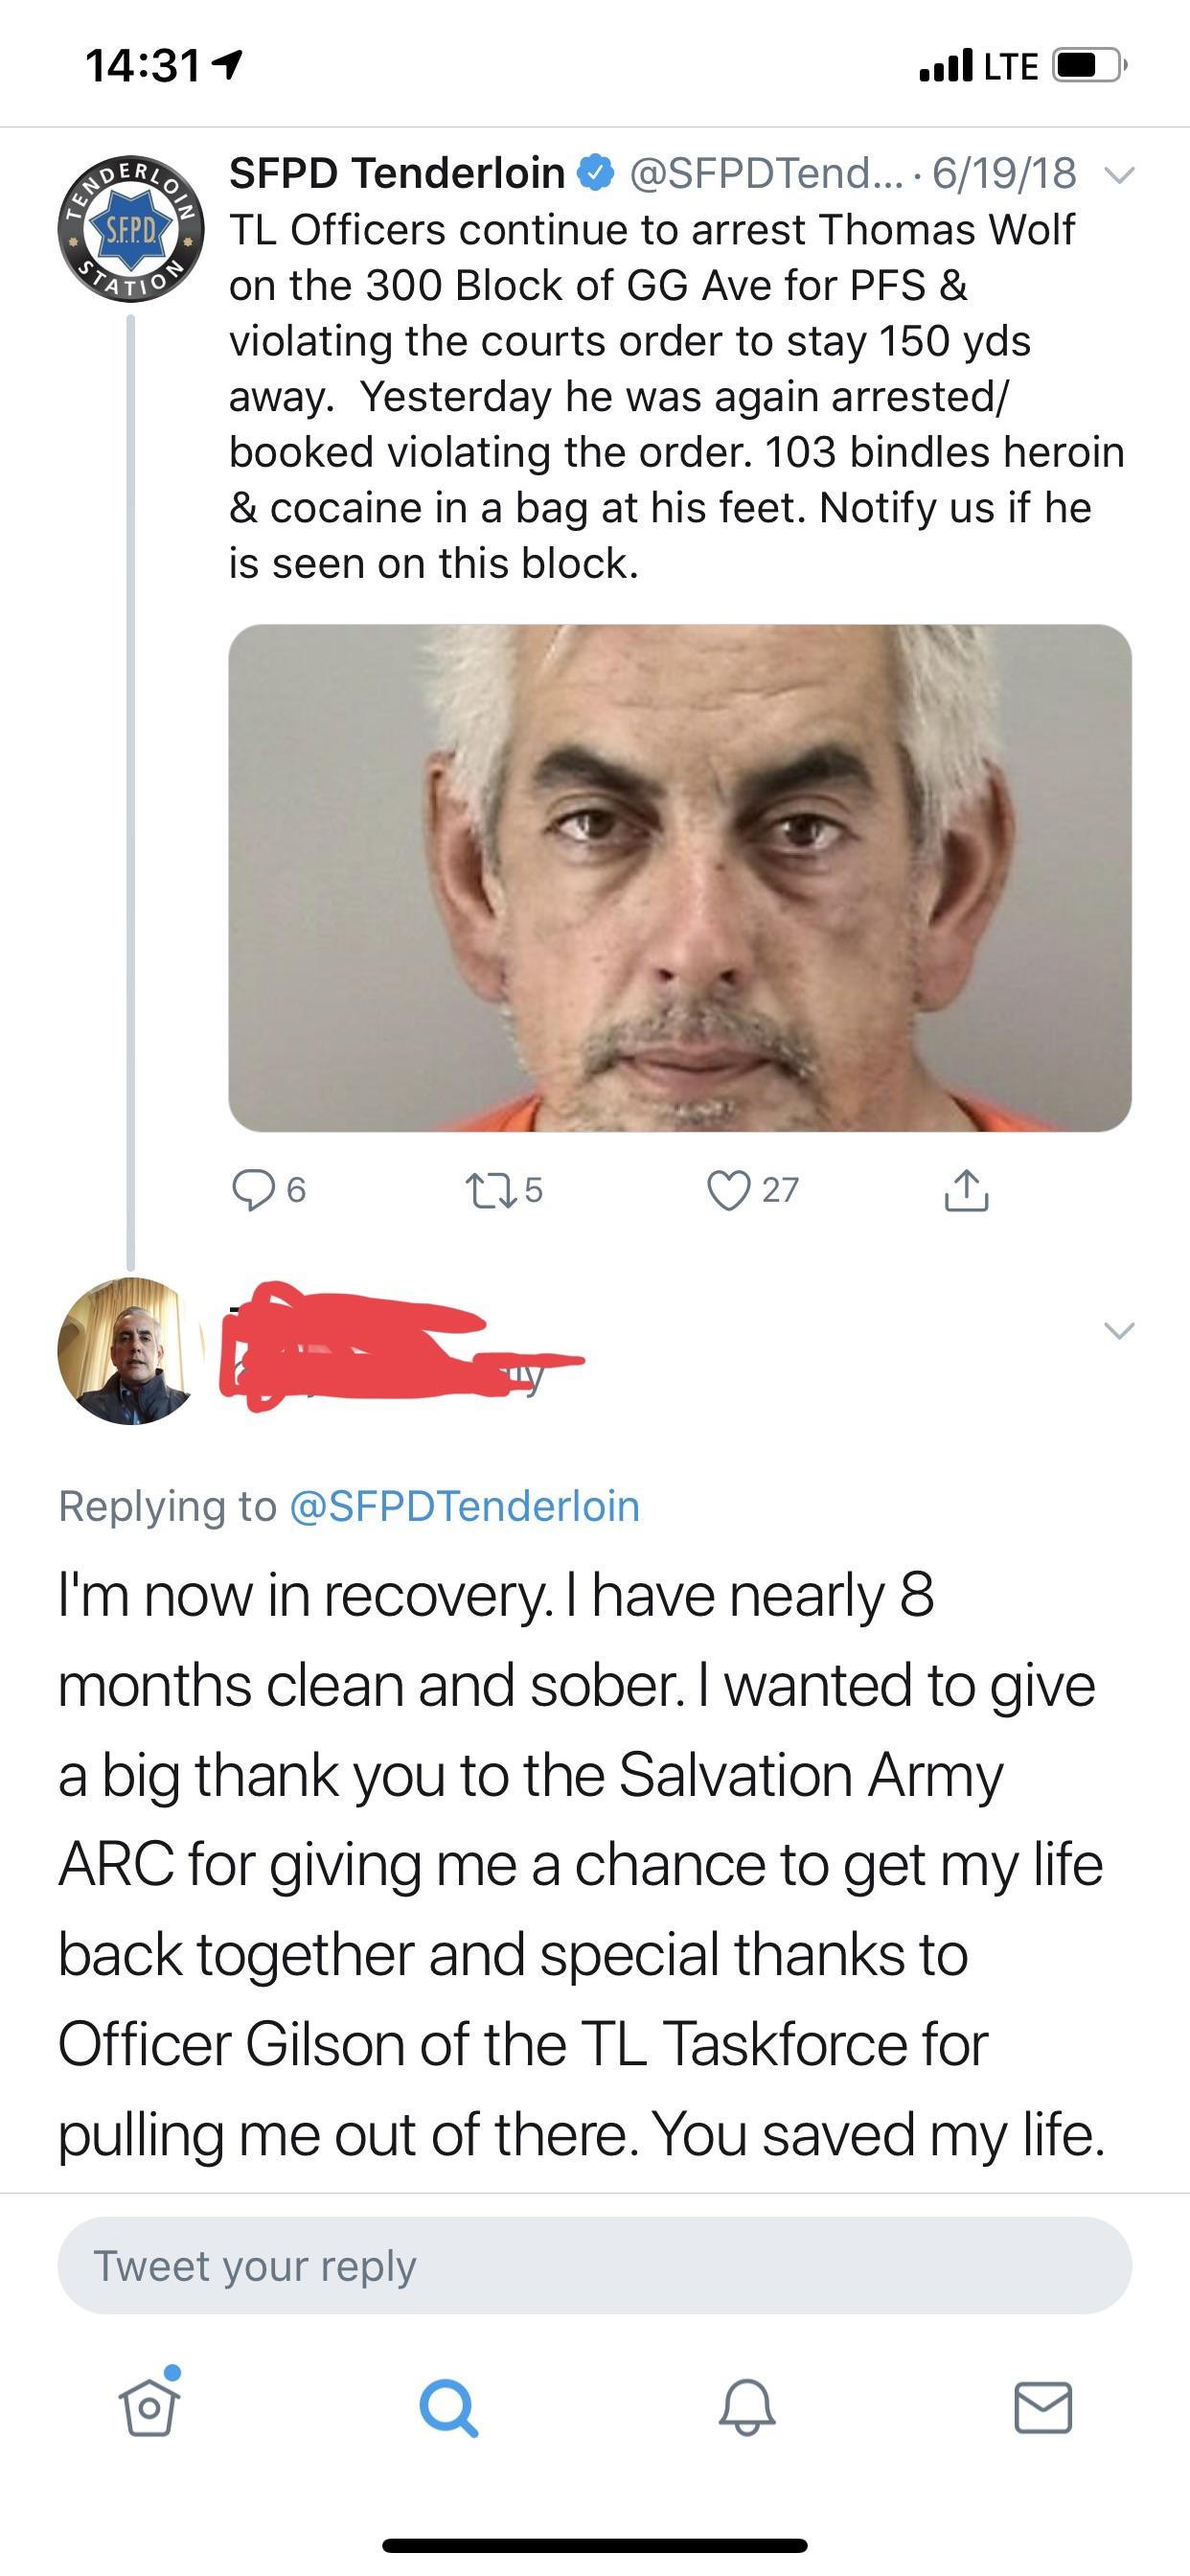 14:31
LTE
TENDERLOIN
S.F.P.D.
STATION
SFPD Tenderloin @SFPDTend... · 6/19/18
TL Officers continue to arrest Thomas Wolf
on the 300 Block of GG Ave for PFS &
violating the courts order to stay 150 yds
away.  Yesterday he was again arrested/
booked violating the order. 103 bindles heroin
& cocaine in a bag at his feet. Notify us if he
is seen on this block.
6 5 27
Replying to @SFPDTenderloin
I'm now in recovery. I have nearly 8
months clean and sober. I wanted to give
a big thank you to the Salvation Army
ARC for giving me a chance to get my life
back together and special thanks to
Officer Gilson of the TL Taskforce for
pulling me out of there. You saved my life.
Tweet your reply